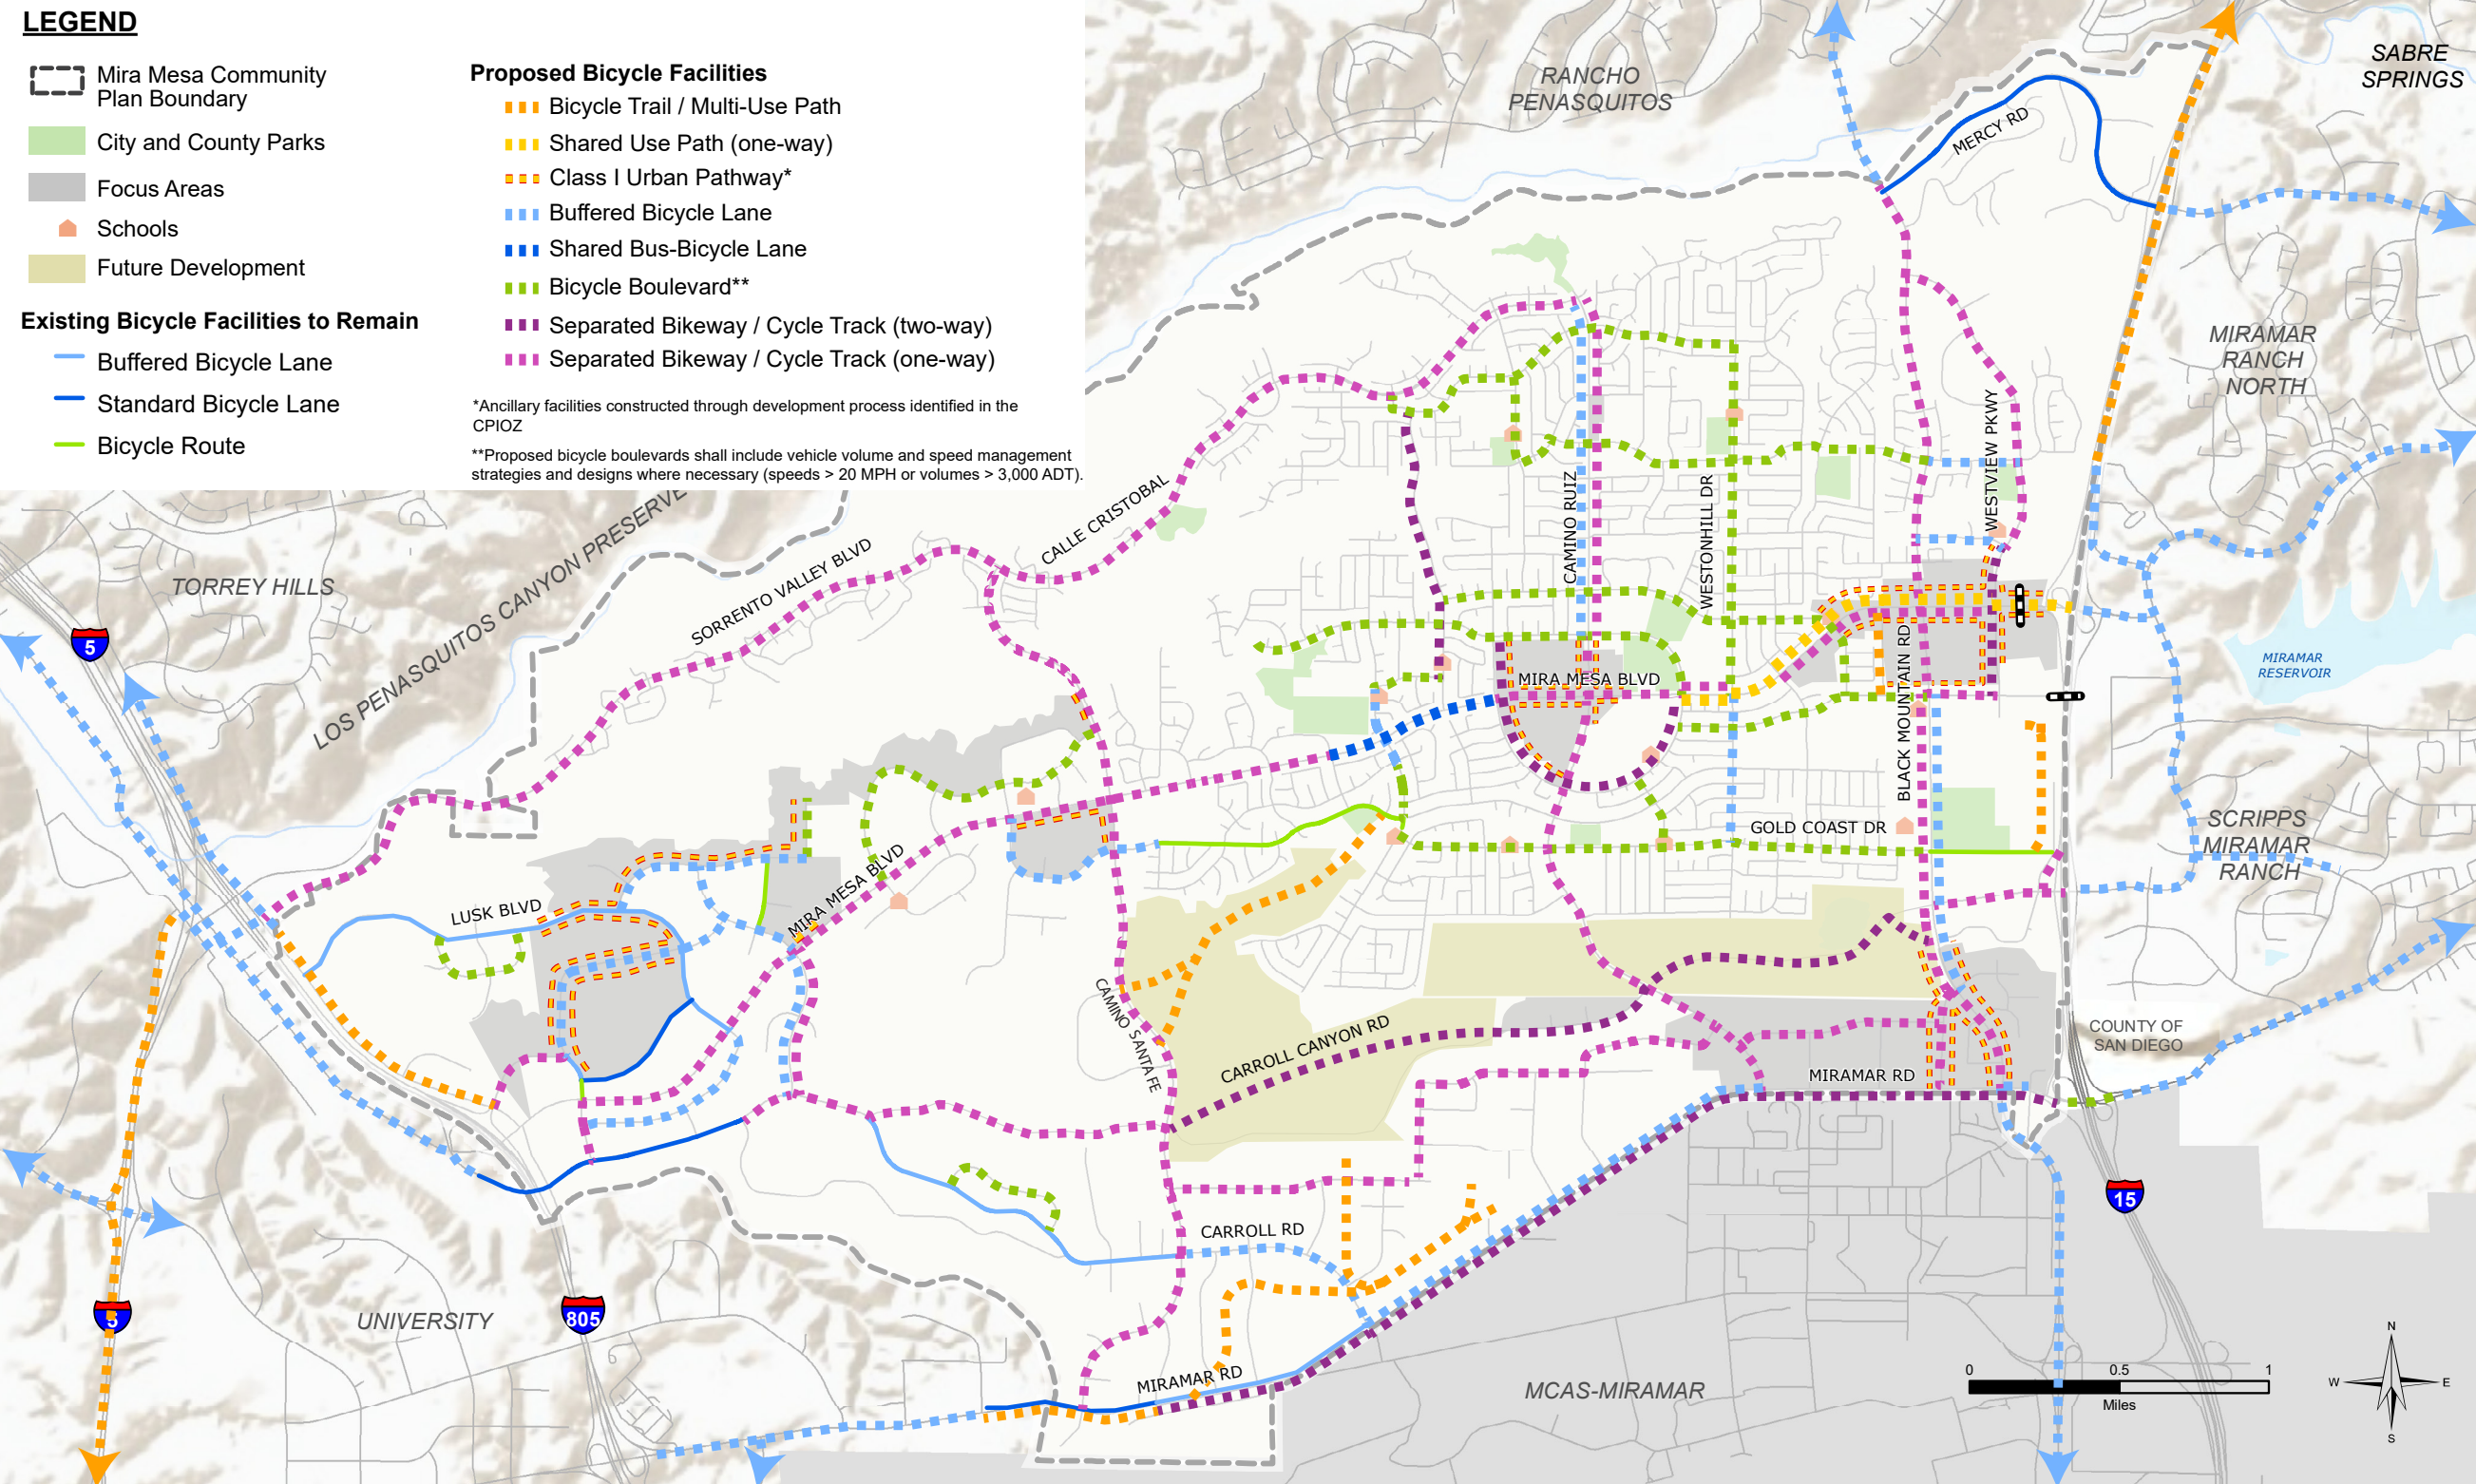 LEGEND
Mira Mesa Community
Plan Boundary
City and County Parks
Focus Areas
Schools
Future Development
Existing Bicycle Facilities to Remain
Buffered Bicycle Lane
Standard Bicycle Lane
Bicycle Route
Proposed Bicycle Facilities
Bicycle Trail / Multi-Use Path
Shared Use Path (one-way)
Class I Urban Pathway*
Buffered Bicycle Lane
Shared Bus-Bicycle Lane
Bicycle Boulevard**
Separated Bikeway / Cycle Track (two-way)
Separated Bikeway / Cycle Track (one-way)
*Ancillary facilities constructed through development process identified in the
CPIOZ
**Proposed bicycle boulevards shall include vehicle volume and speed management
strategies and designs where necessary (speeds > 20 MPH or volumes > 3,000 ADT).
RANCHO
PENASQUITOS
SABRE
SPRINGS
MERCY RD
MIRAMAR
RANCH
NORTH
WESTVIEW PKWY
CALLE CRISTOBAL
CAMINO RUIZ
WESTONHILL DR
TORREY HILLS
LOS PENASQUITOS CANYON PRESERVE
SORRENTO VALLEY BLVD
5
MIRAMAR
RESERVOIR
MIRA MESA BLVD
BLACK MOUNTAIN RD
GOLD COAST DR
SCRIPPS
MIRAMAR
RANCH
MIRA MESA BLVD
LUSK BLVD
CAMINO SANTA FE
CARROLL CANYON RD
COUNTY OF
SAN DIEGO
MIRAMAR RD
15
CARROLL RD
5
UNIVERSITY
805
MIRAMAR RD
MCAS-MIRAMAR
0
0.5
1
Miles
N
W
E
S